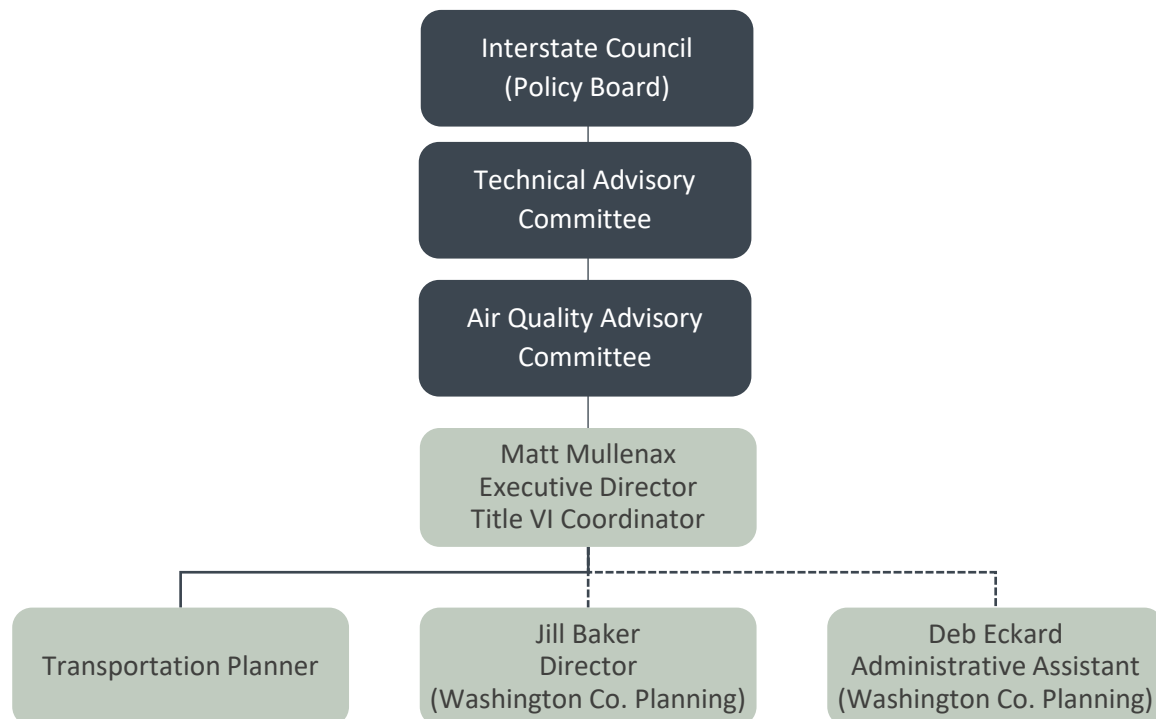 Interstate Council
(Policy Board)
Technical Advisory
Committee
Air Quality Advisory
Committee
Matt Mullenax
Executive Director
Title VI Coordinator
Transportation Planner
Jill Baker
Director
(Washington Co. Planning)
Deb Eckard
Administrative Assistant
(Washington Co. Planning)